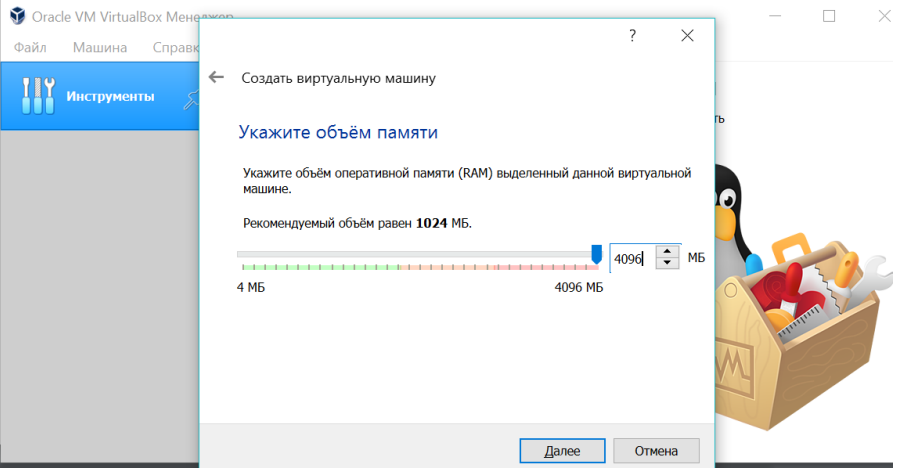 Oracle VM VirtualBox Менеджер
Файл Машина Справк
Инструменты
ть
?
Создать виртуальную машину
Укажите объём памяти
Укажите объём оперативной памяти (RAM) выделенный данной виртуальной
машине.
Рекомендуемый объём равен 1024 МБ.
4096 МБ
4 МБ 4096 МБ
Далее Отмена